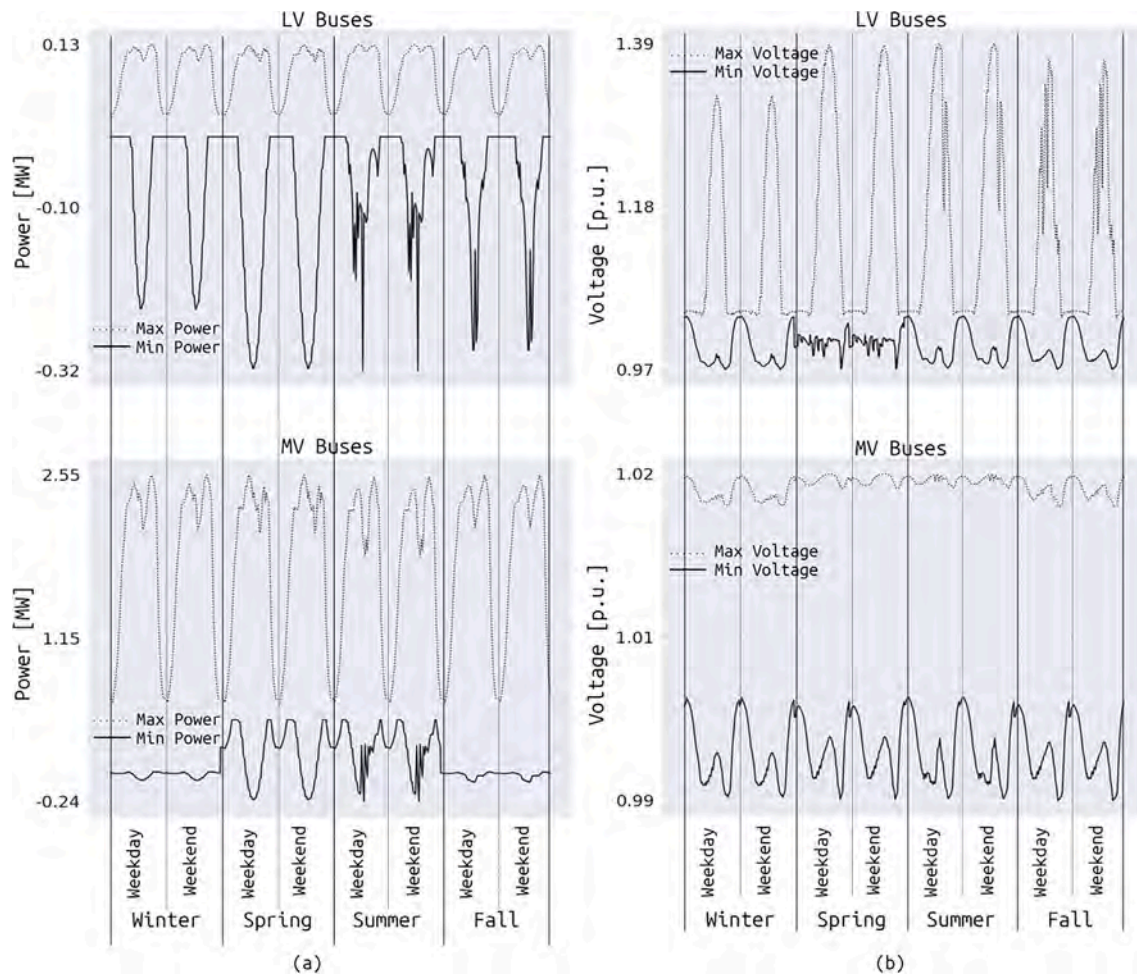 LV Buses
0.13
-0.10
-0.32
Power [MW]
Max Power
Min Power
MV Buses
2.55
1.15
-0.24
Power [MW]
Max Power
Min Power
Weekday
Weekend
Weekday
Weekend
Weekday
Weekend
Weekday
Weekend
Winter
Spring
Summer
Fall
(a)
LV Buses
1.39
1.18
0.97
Voltage [p.u.]
Max Voltage
Min Voltage
MV Buses
1.02
1.01
0.99
Voltage [p.u.]
Max Voltage
Min Voltage
Weekday
Weekend
Weekday
Weekend
Weekday
Weekend
Weekday
Weekend
Winter
Spring
Summer
Fall
(b)